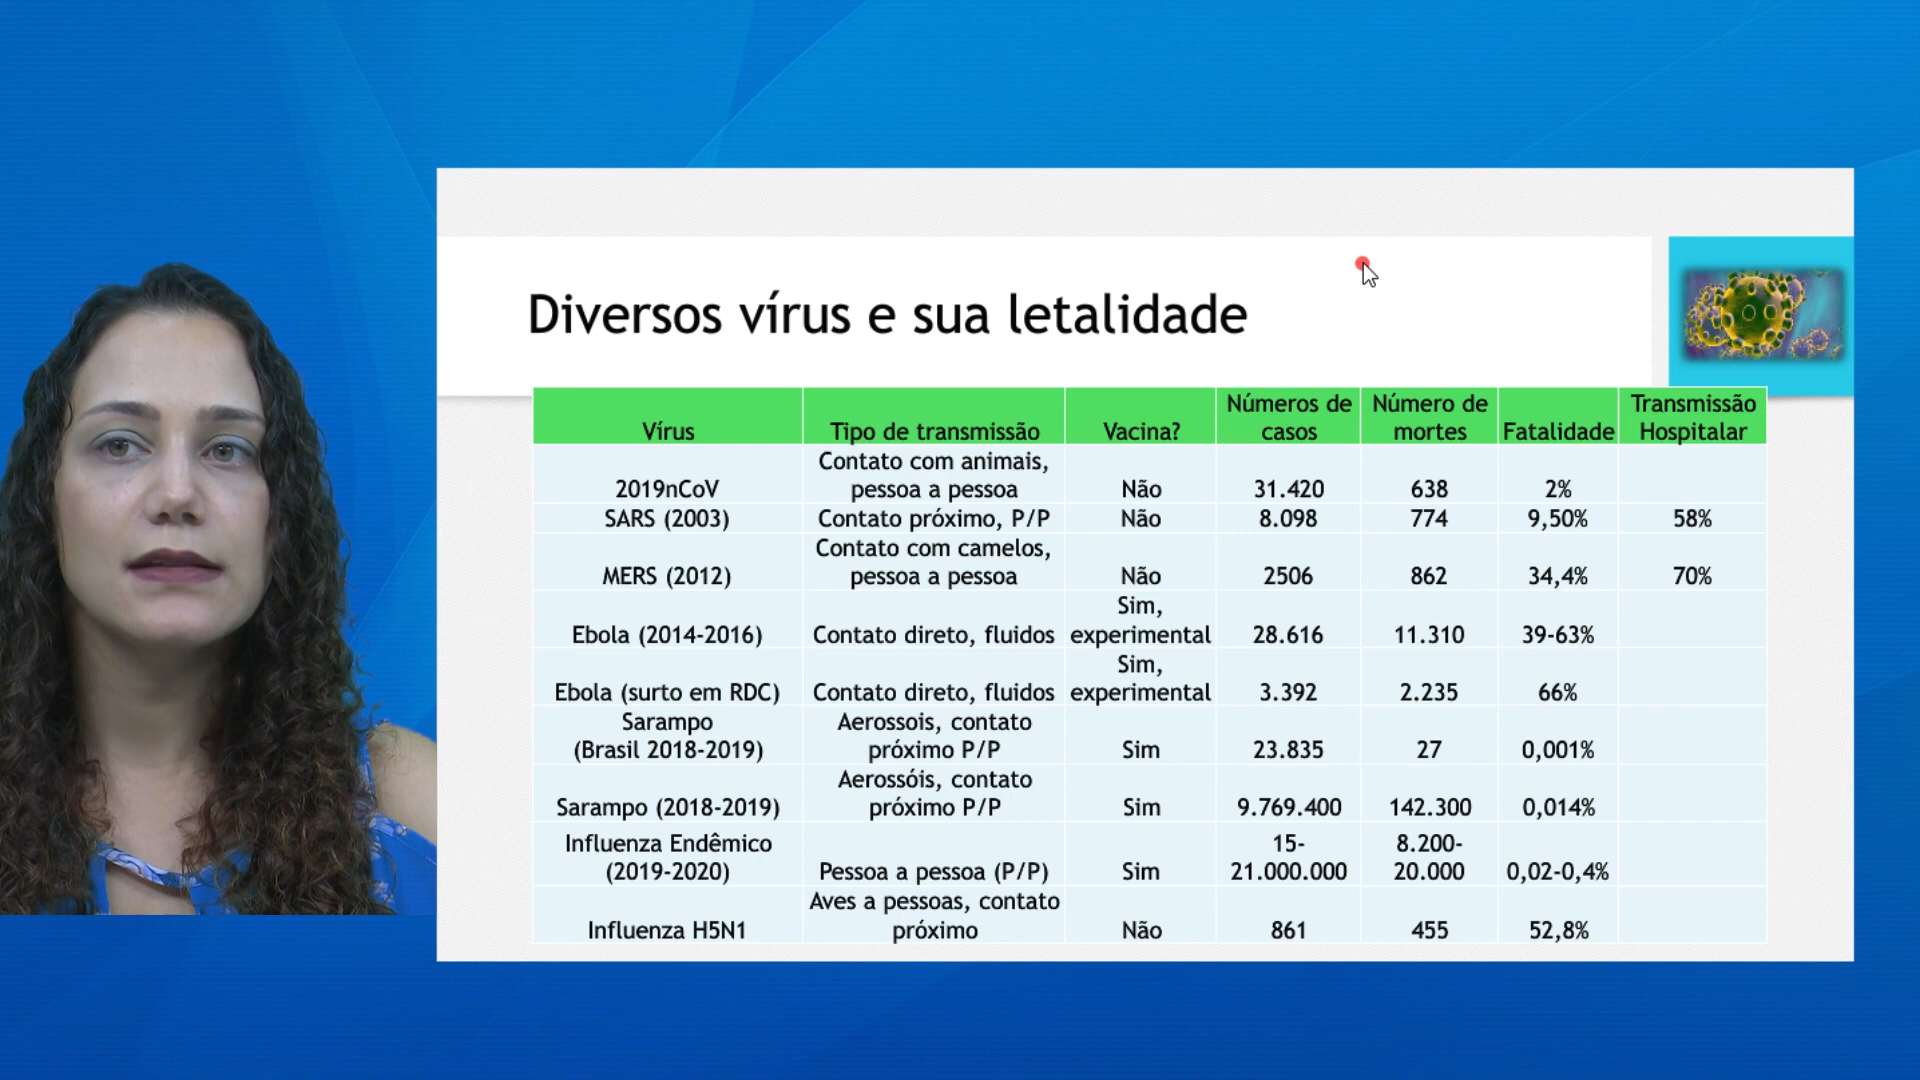 Diversos vírus e sua letalidade
Vírus Tipo de transmissão Vacina? Números de casos Número de mortes Fatalidade Transmissão Hospitalar
2019nCoV Contato com animais, pessoa a pessoa Não 31.420 638 2%
SARS (2003) Contato próximo, P/P Não 8.098 774 9,50% 58%
MERS (2012) Contato com camelos, pessoa a pessoa Não 2506 862 34,4% 70%
Ebola (2014-2016) Contato direto, fluidos Sim, experimental 28.616 11.310 39-63%
Ebola (surto em RDC) Contato direto, fluidos Sim, experimental 3.392 2.235 66%
Sarampo (Brasil 2018-2019) Aerossois, contato próximo P/P Sim 23.835 27 0,001%
Sarampo (2018-2019) Aerossóis, contato próximo P/P Sim 9.769.400 142.300 0,014%
Influenza Endêmico (2019-2020) Pessoa a pessoa (P/P) Sim 15-21.000.000 8.200-20.000 0,02-0,4%
Influenza H5N1 Aves a pessoas, contato próximo Não 861 455 52,8%